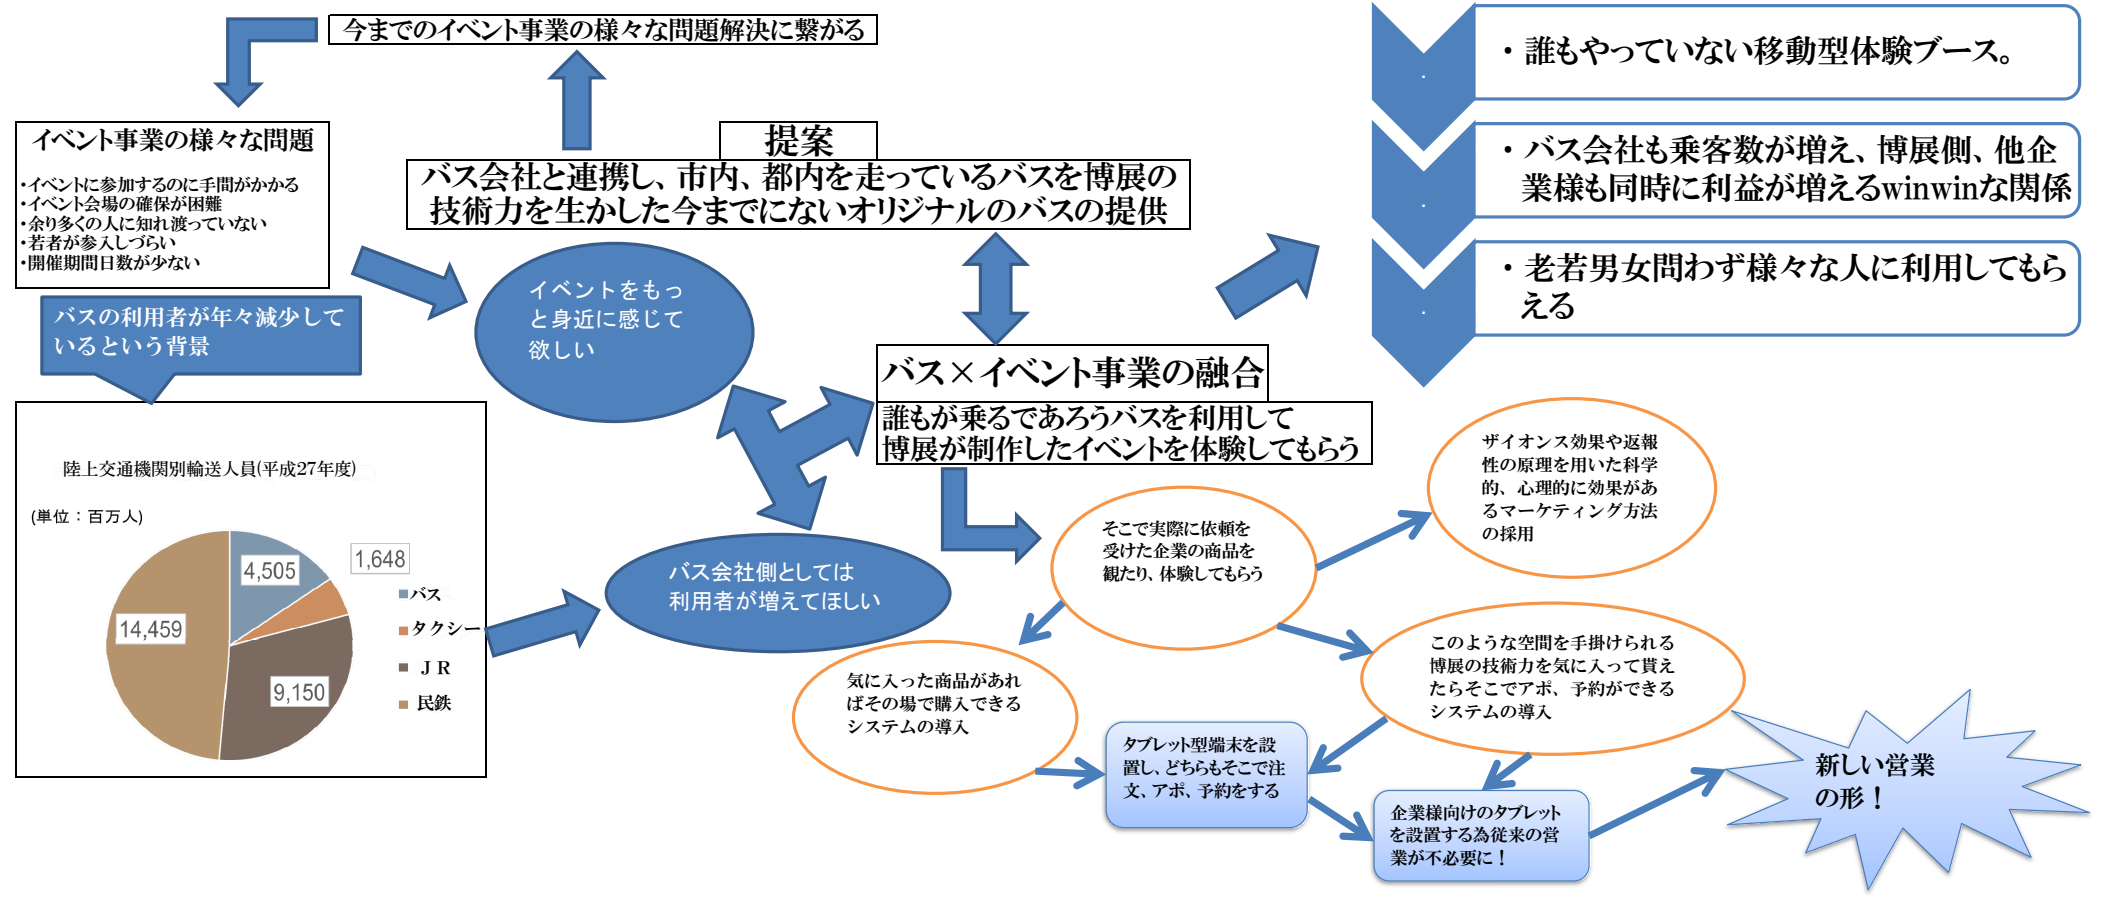 今までのイベント事業の様々な問題解決に繋がる
イベント事業の様々な問題
・イベントに参加するのに手間がかかる
・イベント会場の確保が困難
・余り多くの人に知れ渡っていない
・若者が参入しづらい
・開催期間日数が少ない
提案
バス会社と連携し、市内、都内を走っているバスを博展の
技術力を生かした今までにないオリジナルのバスの提供
・誰もやっていない移動型体験ブース。
・バス会社も乗客数が増え、博展側、他企
業様も同時に利益が増えるwinwinな関係
・老若男女問わず様々な人に利用してもら
える
バスの利用者が年々減少して
いるという背景
イベントをもっ
と身近に感じて
欲しい
バス×イベント事業の融合
誰もが乗るであろうバスを利用して
博展が制作したイベントを体験してもらう
陸上交通機関別輸送人員(平成27年度)
(単位：百万人)
4,505
1,648
14,459
9,150
バス
タクシー
ＪＲ
民鉄
バス会社側としては
利用者が増えてほしい
そこで実際に依頼を
受けた企業の商品を
観たり、体験してもらう
ザイオンス効果や返報
性の原理を用いた科学
的、心理的に効果があ
るマーケティング方法
の採用
気に入った商品があれ
ばその場で購入できる
システムの導入
このような空間を手掛けられる
博展の技術力を気に入って貰え
たらそこでアポ、予約ができる
システムの導入
タブレット型端末を設
置し、どちらもそこで注
文、アポ、予約をする
企業様向けのタブレット
を設置する為従来の営
業が不必要に！
新しい営業
の形！